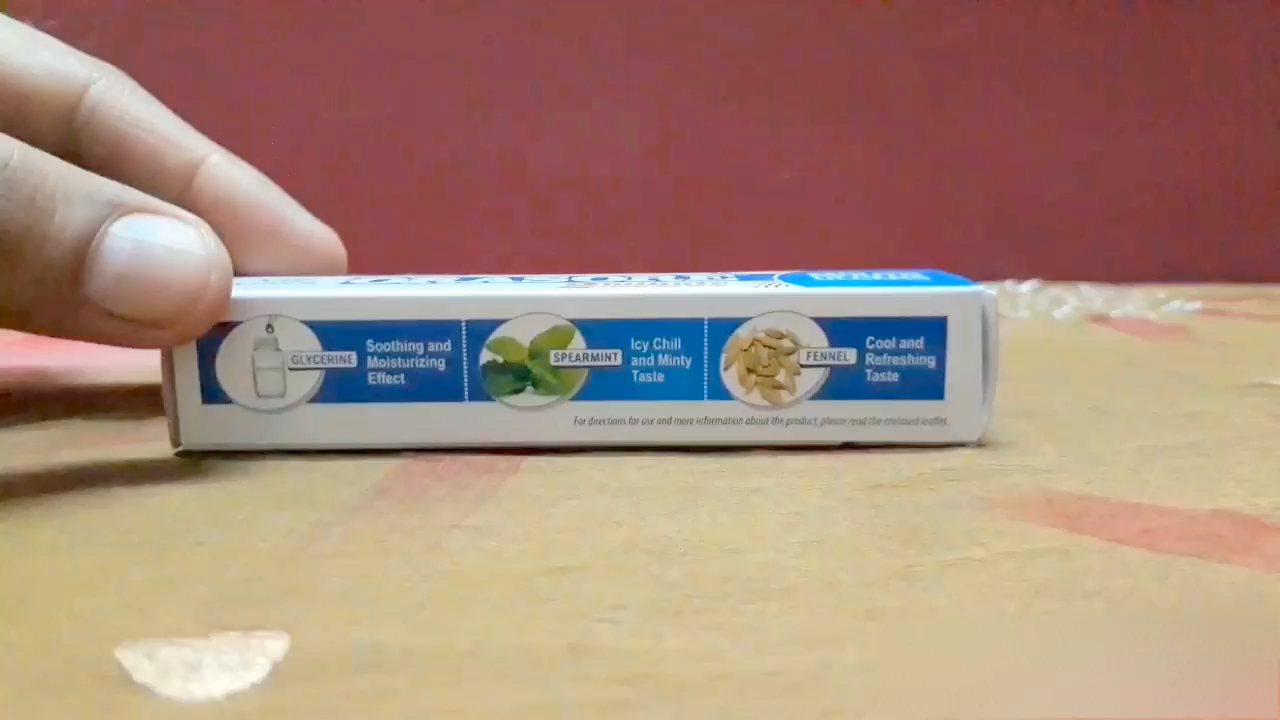 GLYCERINE
Soothing and
Moisturizing
Effect
SPEARMINT
Icy Chill
and Minty
Taste
FENNEL
Cool and
Refreshing
Taste
For directions for use and more information about the product, please read the enclosed leaflet.